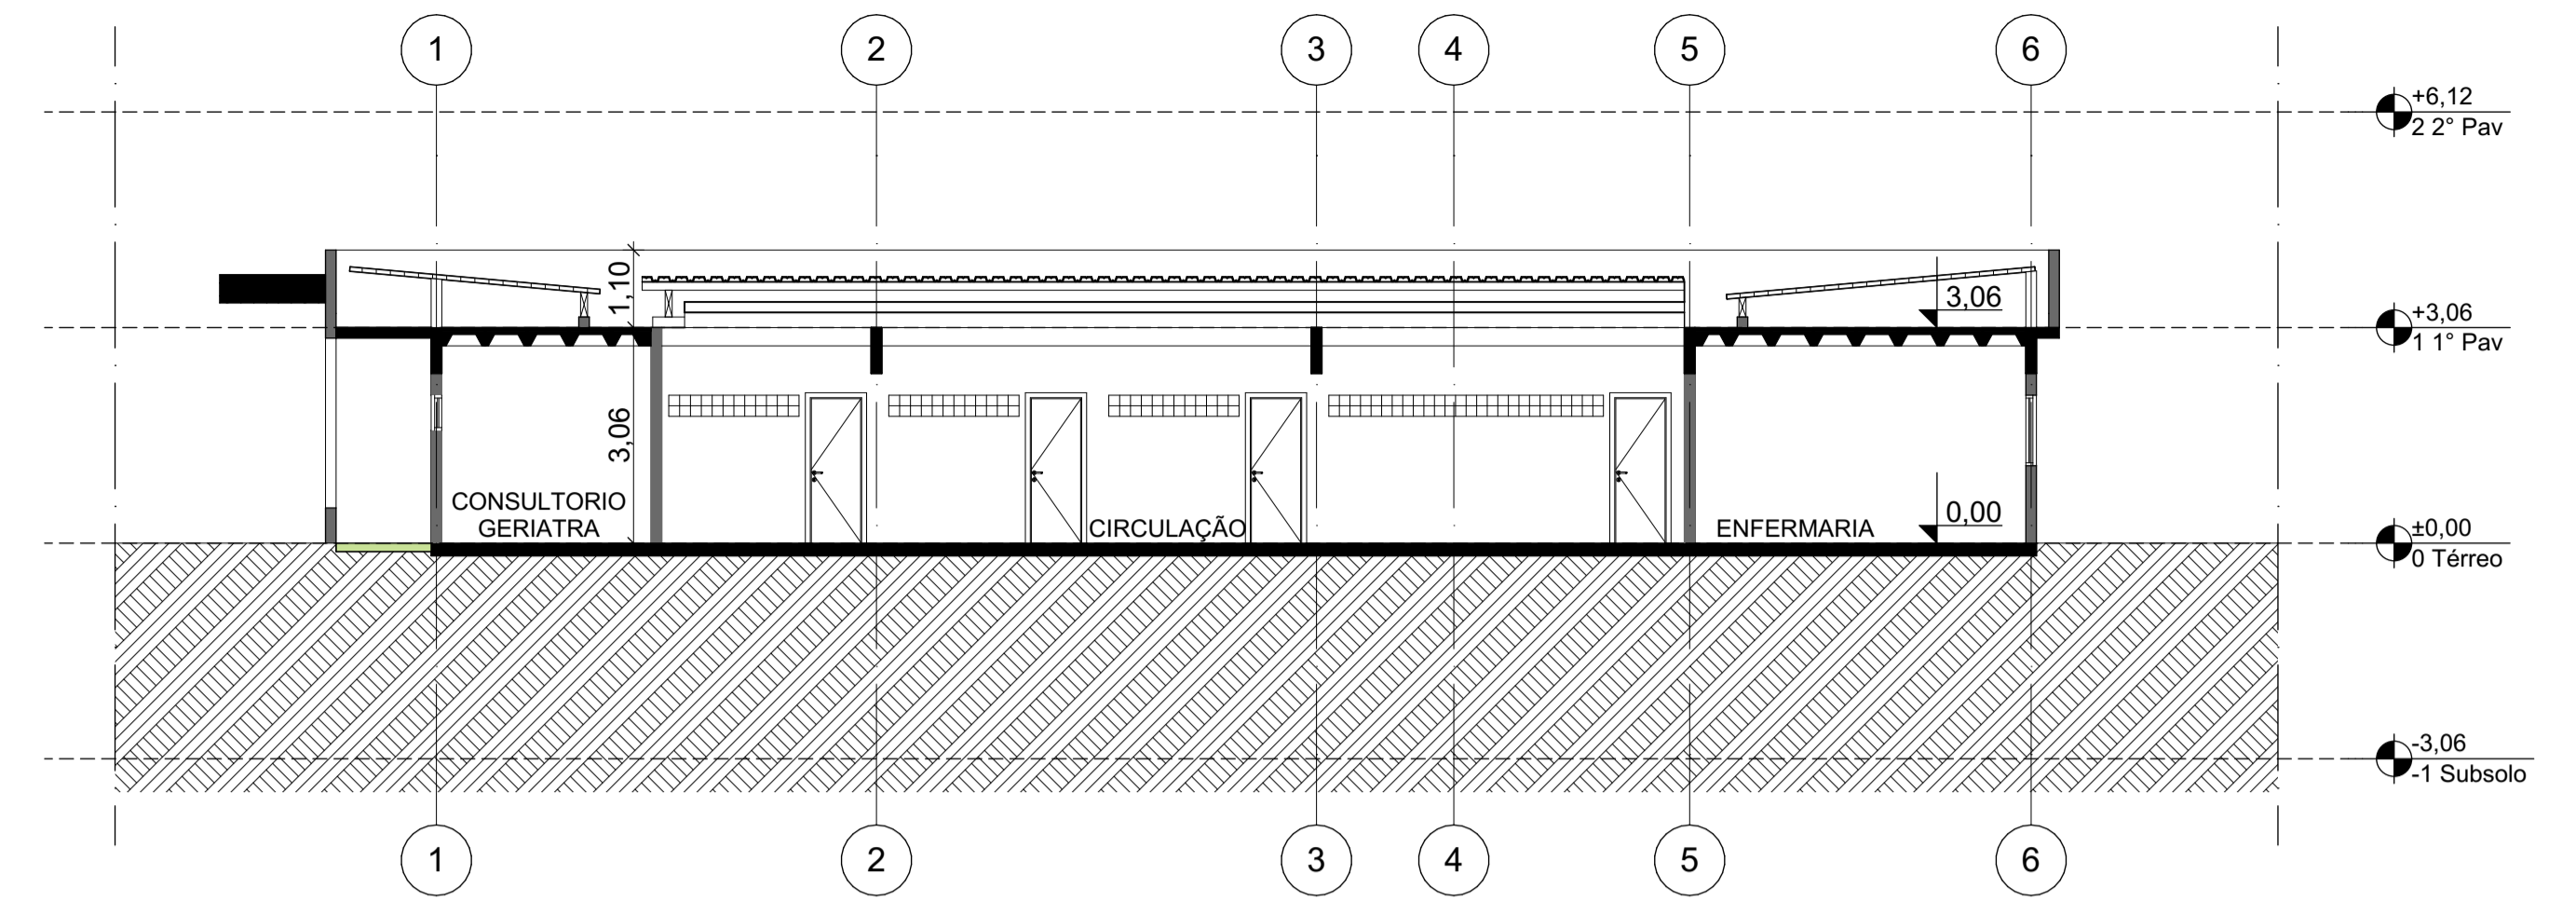 1
2
3
4
5
6
+6,12
2 2° Pav
1,10
3,06
+3,06
1 1° Pav
3,06
CONSULTORIO
GERIATRA
CIRCULAÇÃO
ENFERMARIA
0,00
±0,00
0 Térreo
-3,06
-1 Subsolo
1
2
3
4
5
6